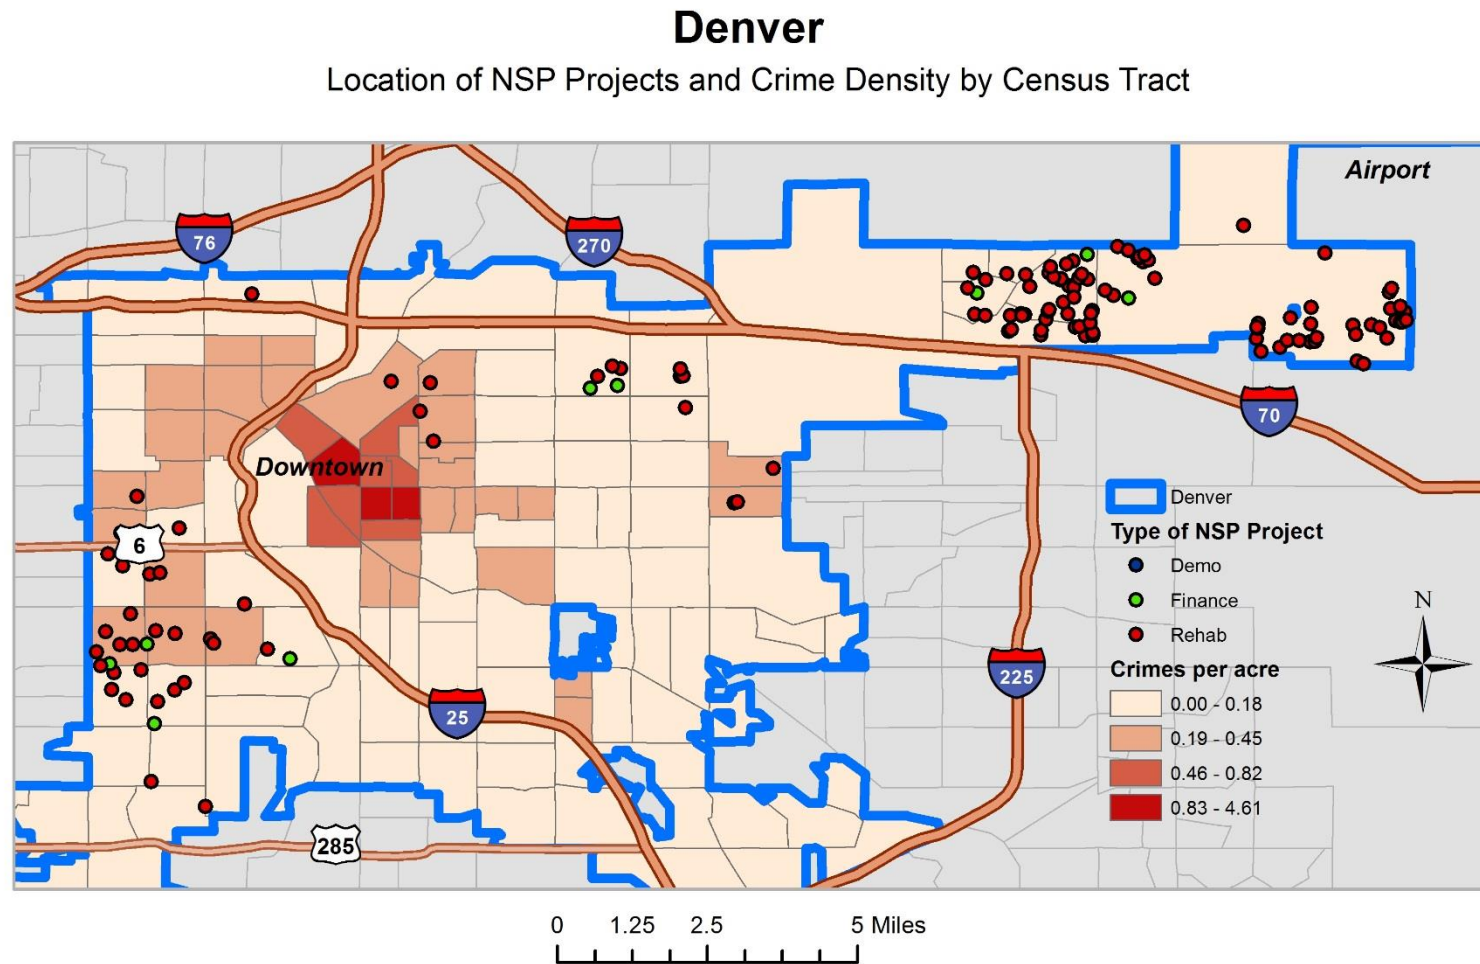 Denver
Location of NSP Projects and Crime Density by Census Tract
Airport
76
270
70
Downtown
6
225
25
285
Denver
Type of NSP Project
Demo
Finance
Rehab
Crimes per acre
0.00 - 0.18
0.19 - 0.45
0.46 - 0.82
0.83 - 4.61
N
0 1.25 2.5 5 Miles